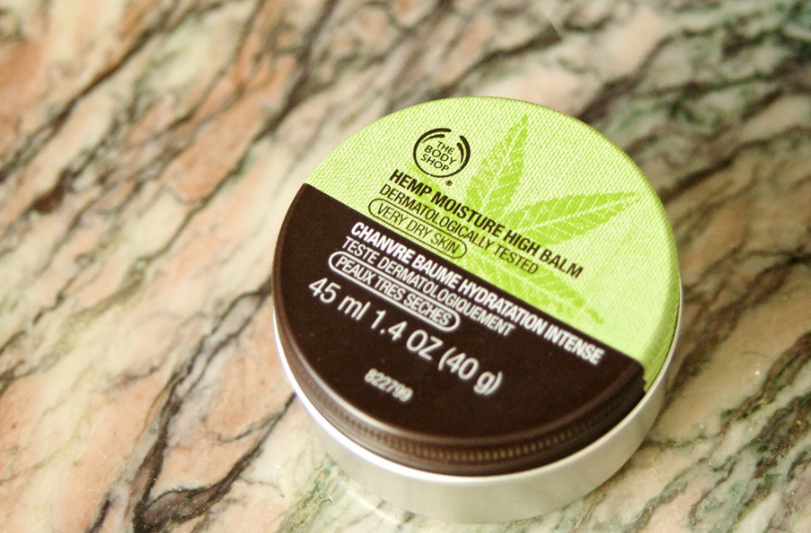 THE
BODY
SHOP®
HEMP MOISTURE HIGH BALM
DERMATOLOGICALLY TESTED
VERY DRY SKIN
CHANVRE BAUME HYDRATATION INTENSE
TESTE DERMATOLOGIQUEMENT
PEAUX TRES SECHES
45 ml 1.4 OZ (40 g)
822799